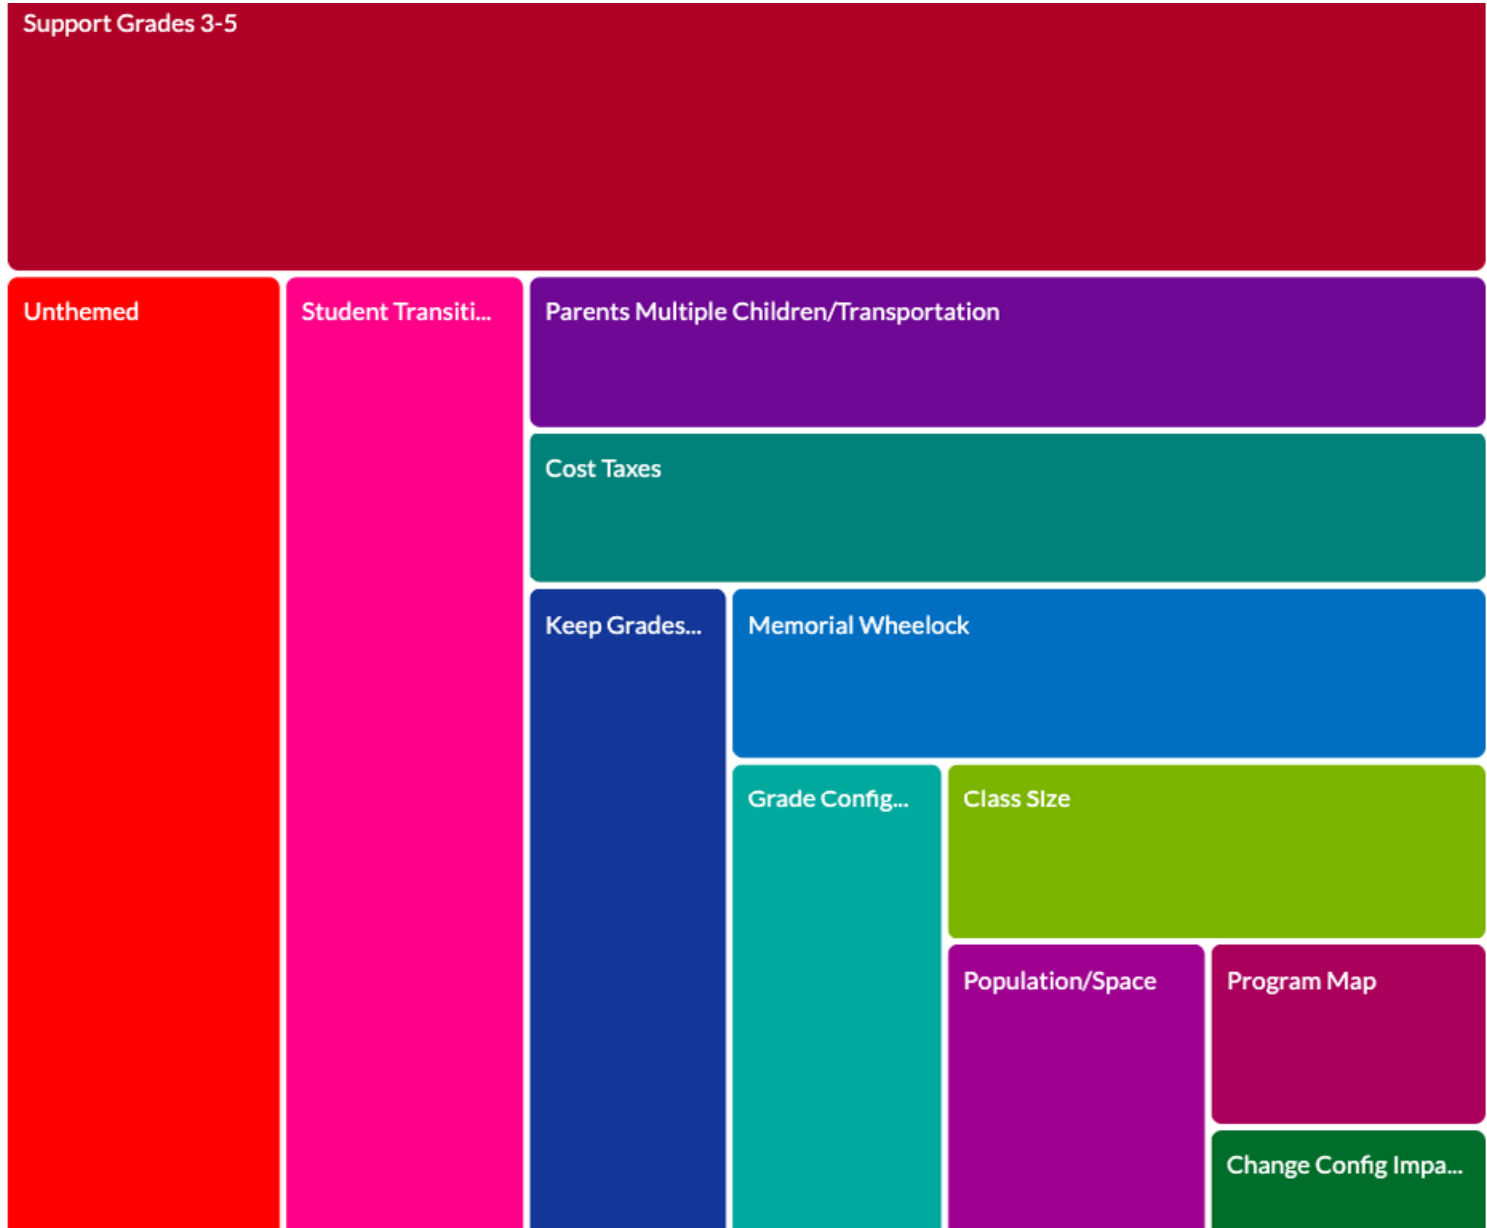 Support Grades 3-5
Unthemed
Student Transiti...
Parents Multiple Children/Transportation
Cost Taxes
Keep Grades...
Memorial Wheelock
Grade Config...
Class SIze
Population/Space
Program Map
Change Config Impa...